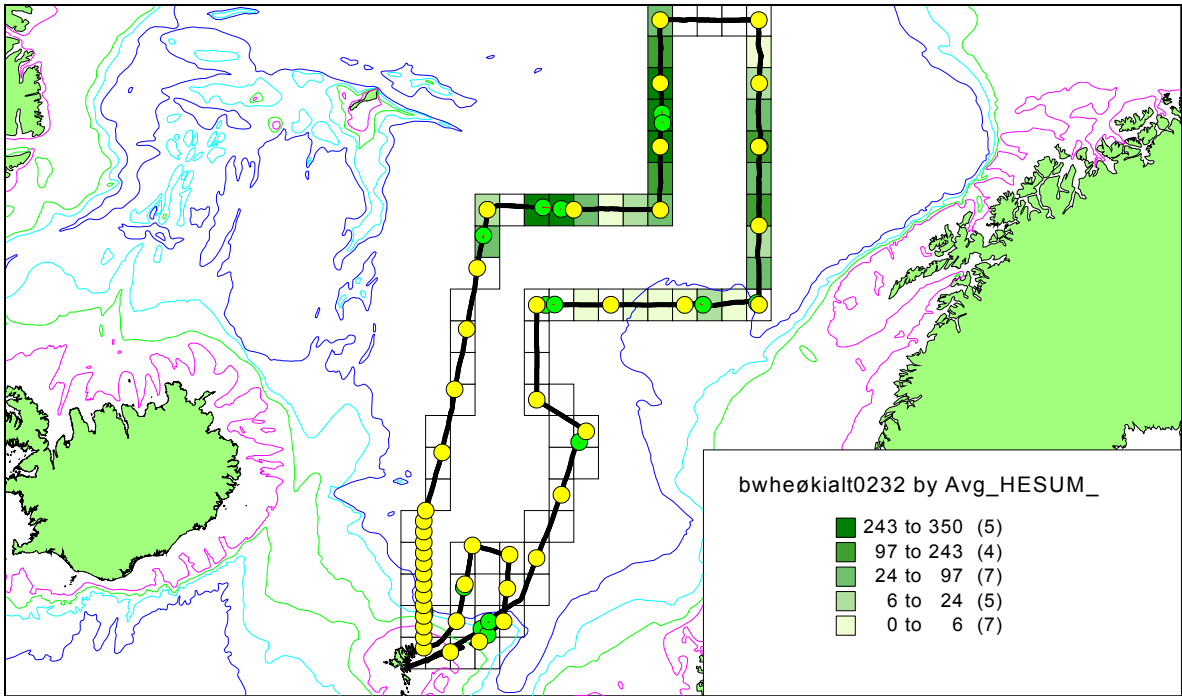 bwheøkialt0232 by Avg_HESUM_
243 to 350 (5)
97 to 243 (4)
24 to 97 (7)
6 to 24 (5)
0 to 6 (7)